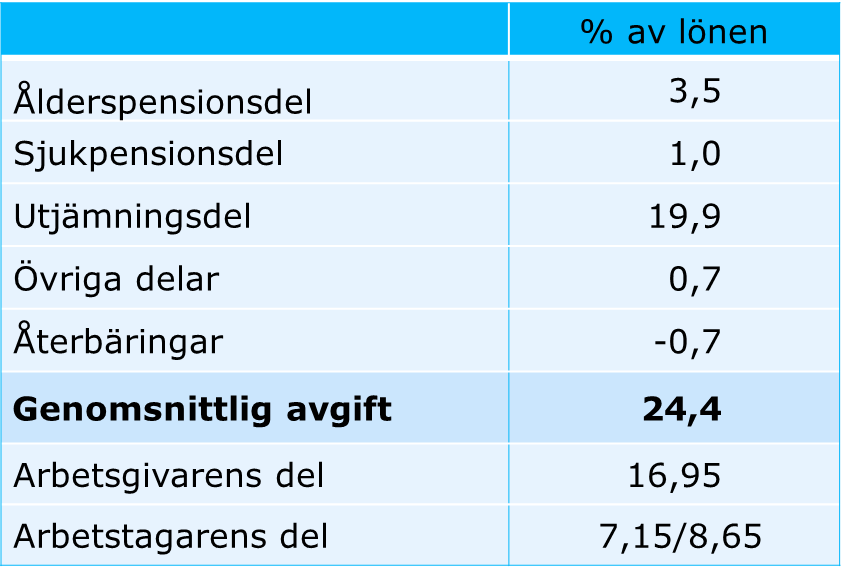 % av lönen
Ålderspensionsdel 3,5
Sjukpensionsdel 1,0
Utjämningsdel 19,9
Övriga delar 0,7
Återbäringar -0,7
Genomsnittlig avgift 24,4
Arbetsgivarens del 16,95
Arbetstagarens del 7,15/8,65